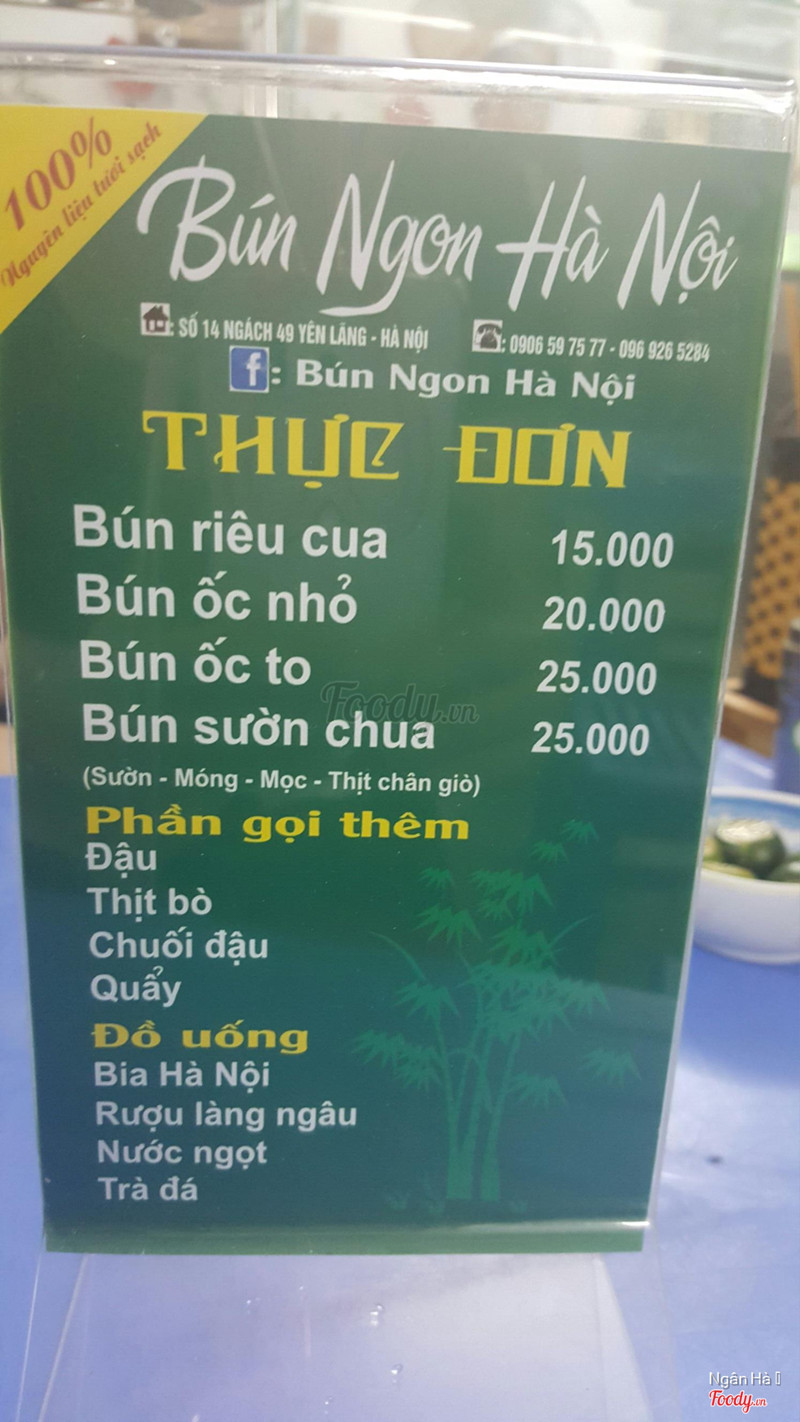 100%
Nguyên liệu tươi sạch
Bún Ngon Hà Nội
: SỐ 14 NGÁCH 49 YÊN LÃNG - HÀ NỘI : 0906 59 75 77 - 096 926 5284
f : Bún Ngon Hà Nội
THỰC ĐƠN
Bún riêu cua 15.000
Bún ốc nhỏ 20.000
Bún ốc to 25.000
Foody.vn
Bún sườn chua 25.000
(Sườn - Móng - Mọc - Thịt chân giò)
Phần gọi thêm
Đậu
Thịt bò
Chuối đậu
Quẩy
Đồ uống
Bia Hà Nội
Rượu làng ngâu
Nước ngọt
Trà đá
Ngân Hà
Foody.vn